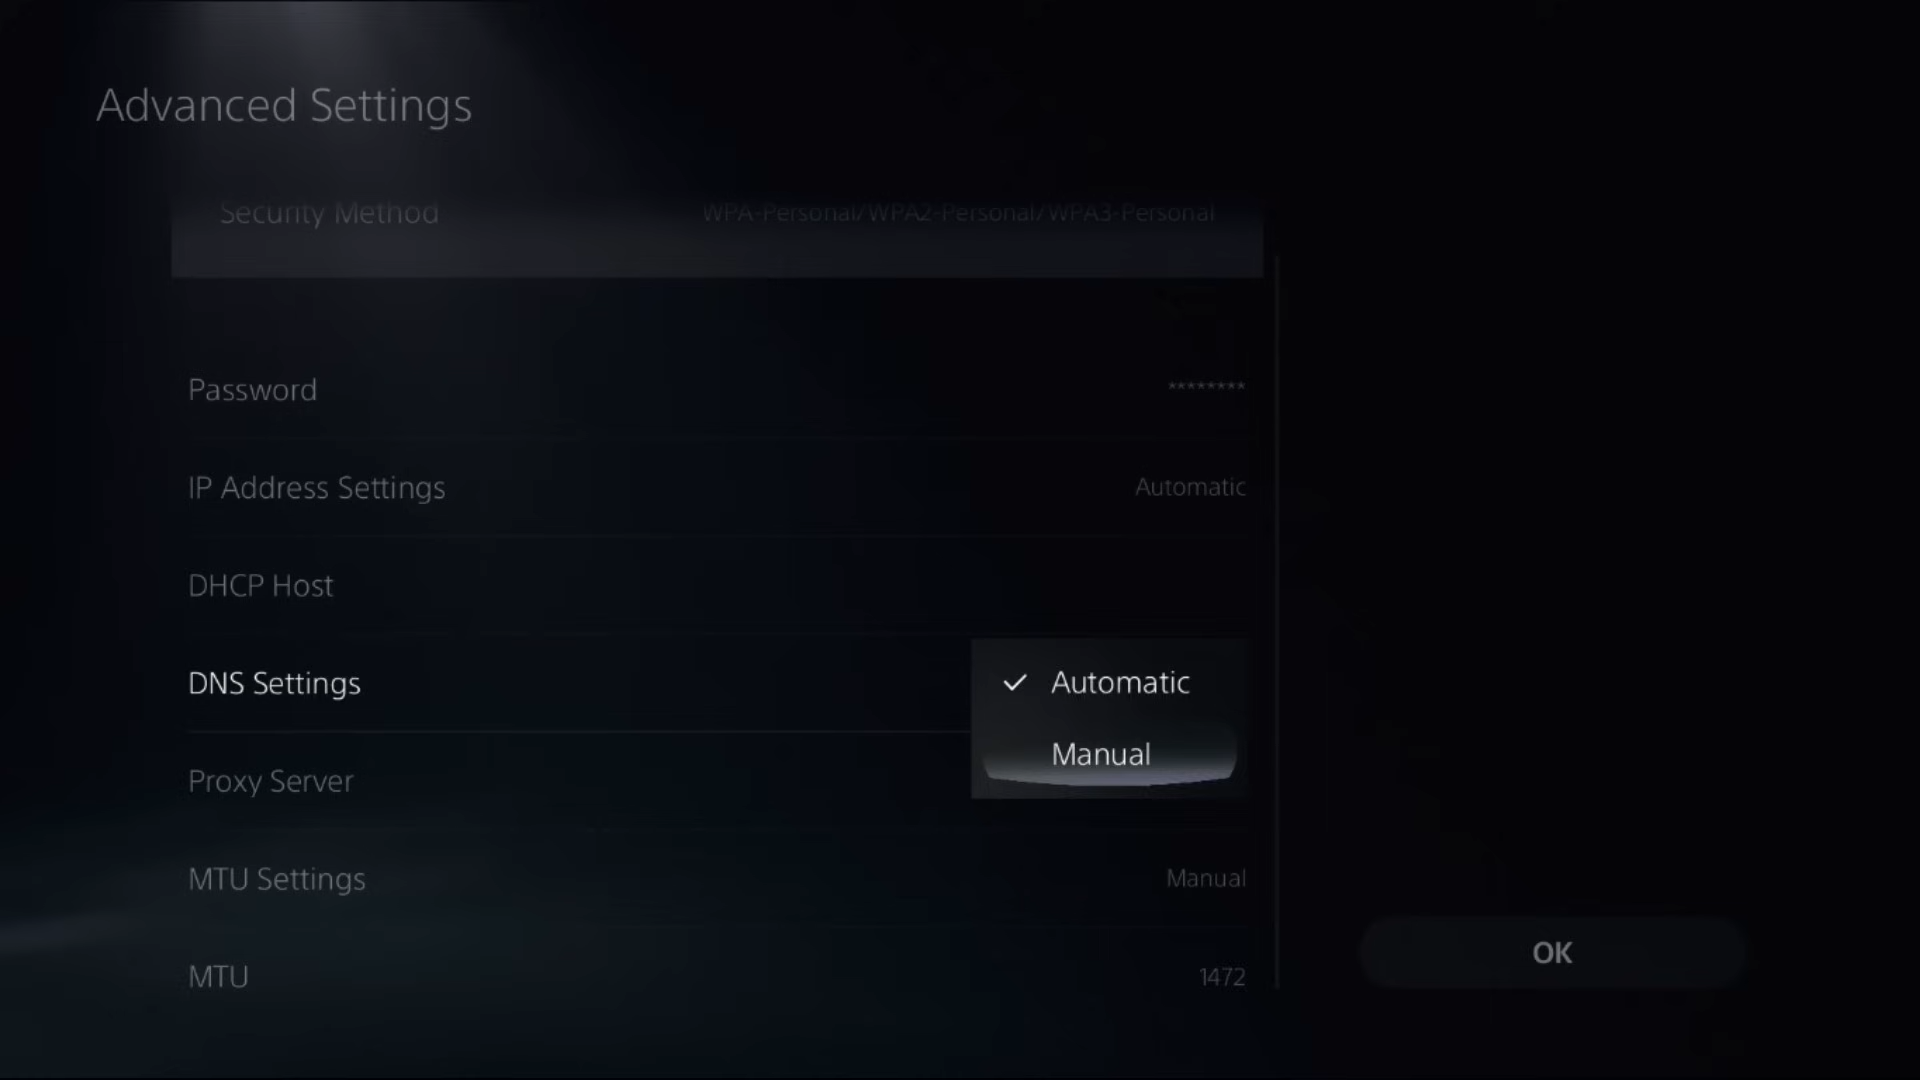 Advanced Settings
Security Method WPA-Personal/WPA2-Personal/WPA3-Personal
Password ********
IP Address Settings Automatic
DHCP Host
DNS Settings Automatic
Manual
Proxy Server
MTU Settings Manual
MTU 1472
OK